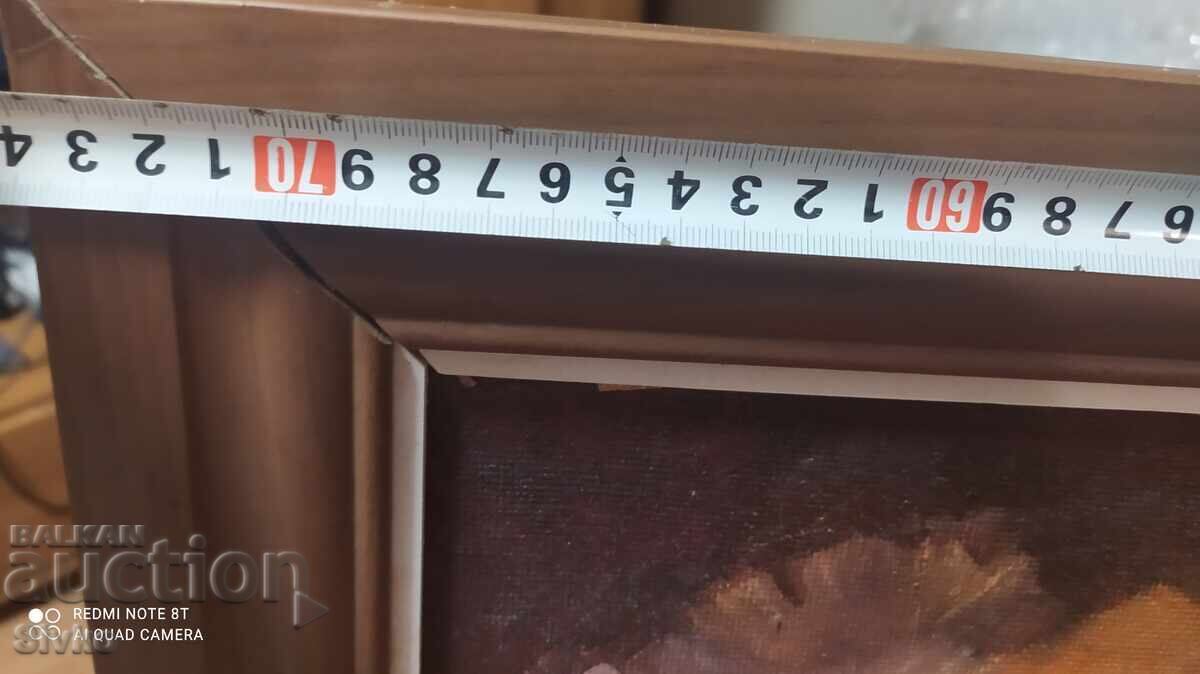 4 3 2 1 70 9 8 7 6 5 4 3 2 1 60 9 8 7 6
BALKAN
auction
REDMI NOTE 8T
AI QUAD CAMERA